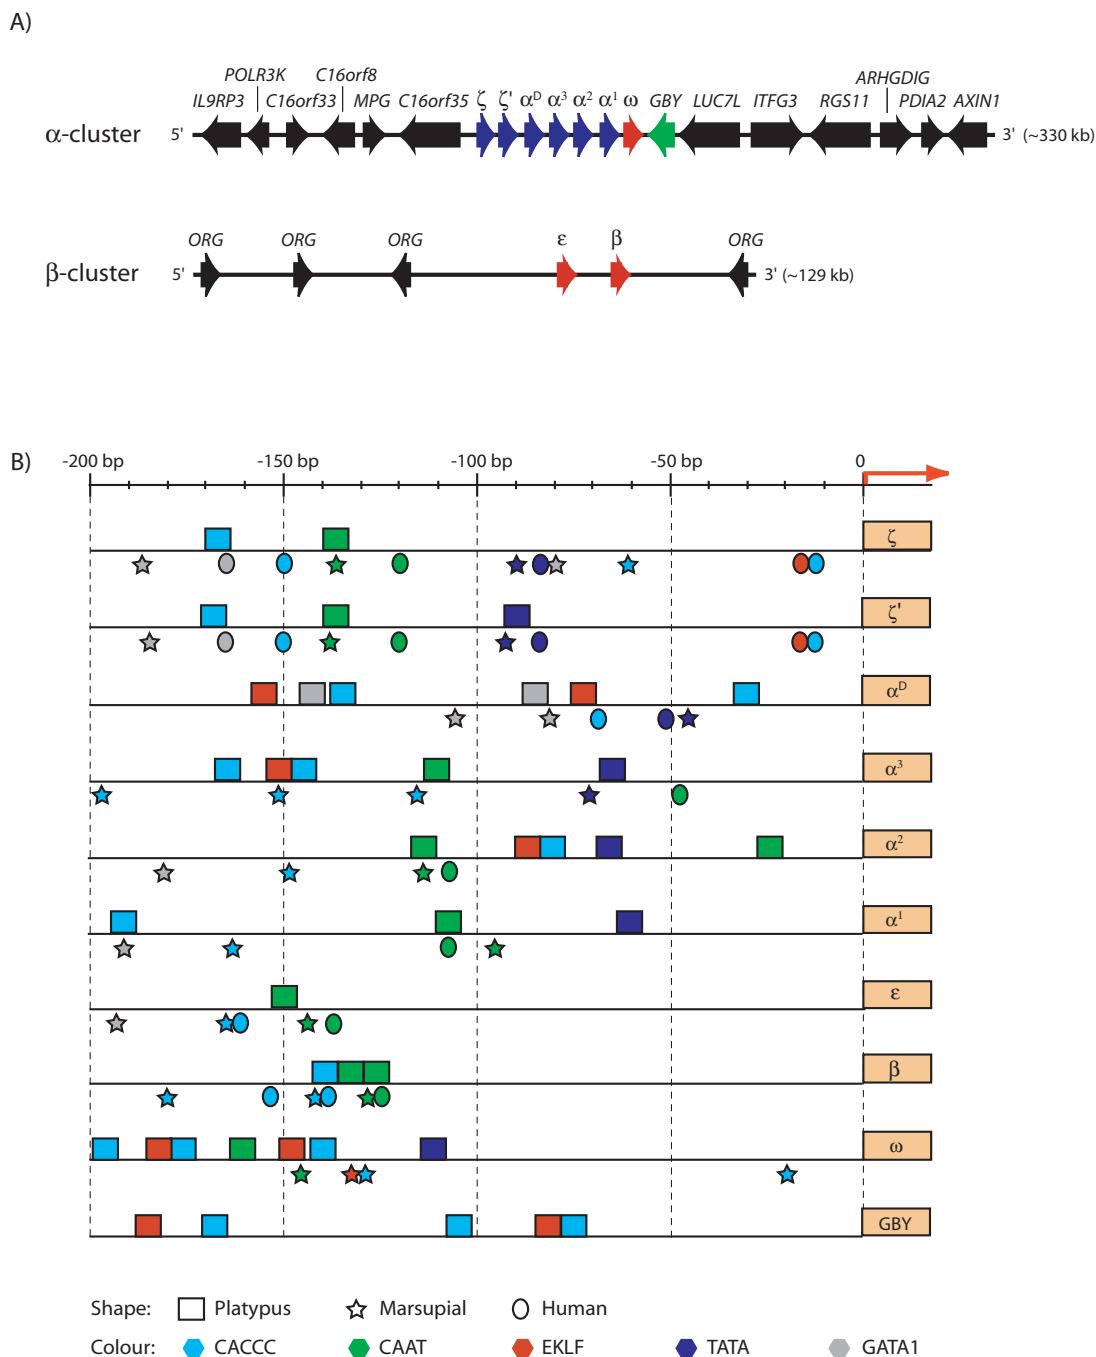 A)
POLR3K C16orf8 ARHGDIG
IL9RP3 C16orf33 MPG C16orf35 ζ ζ' αD α3 α2 α1 ω GBY LUC7L ITFG3 RGS11 PDIA2 AXIN1
α-cluster 5' 3' (~330 kb)
ORG ORG ORG ε β ORG
β-cluster 5' 3' (~129 kb)
B) -200 bp -150 bp -100 bp -50 bp 0
ζ
ζ'
αD
α3
α2
α1
ε
β
ω
GBY
Shape: Platypus Marsupial Human
Colour: CACCC CAAT EKLF TATA GATA1